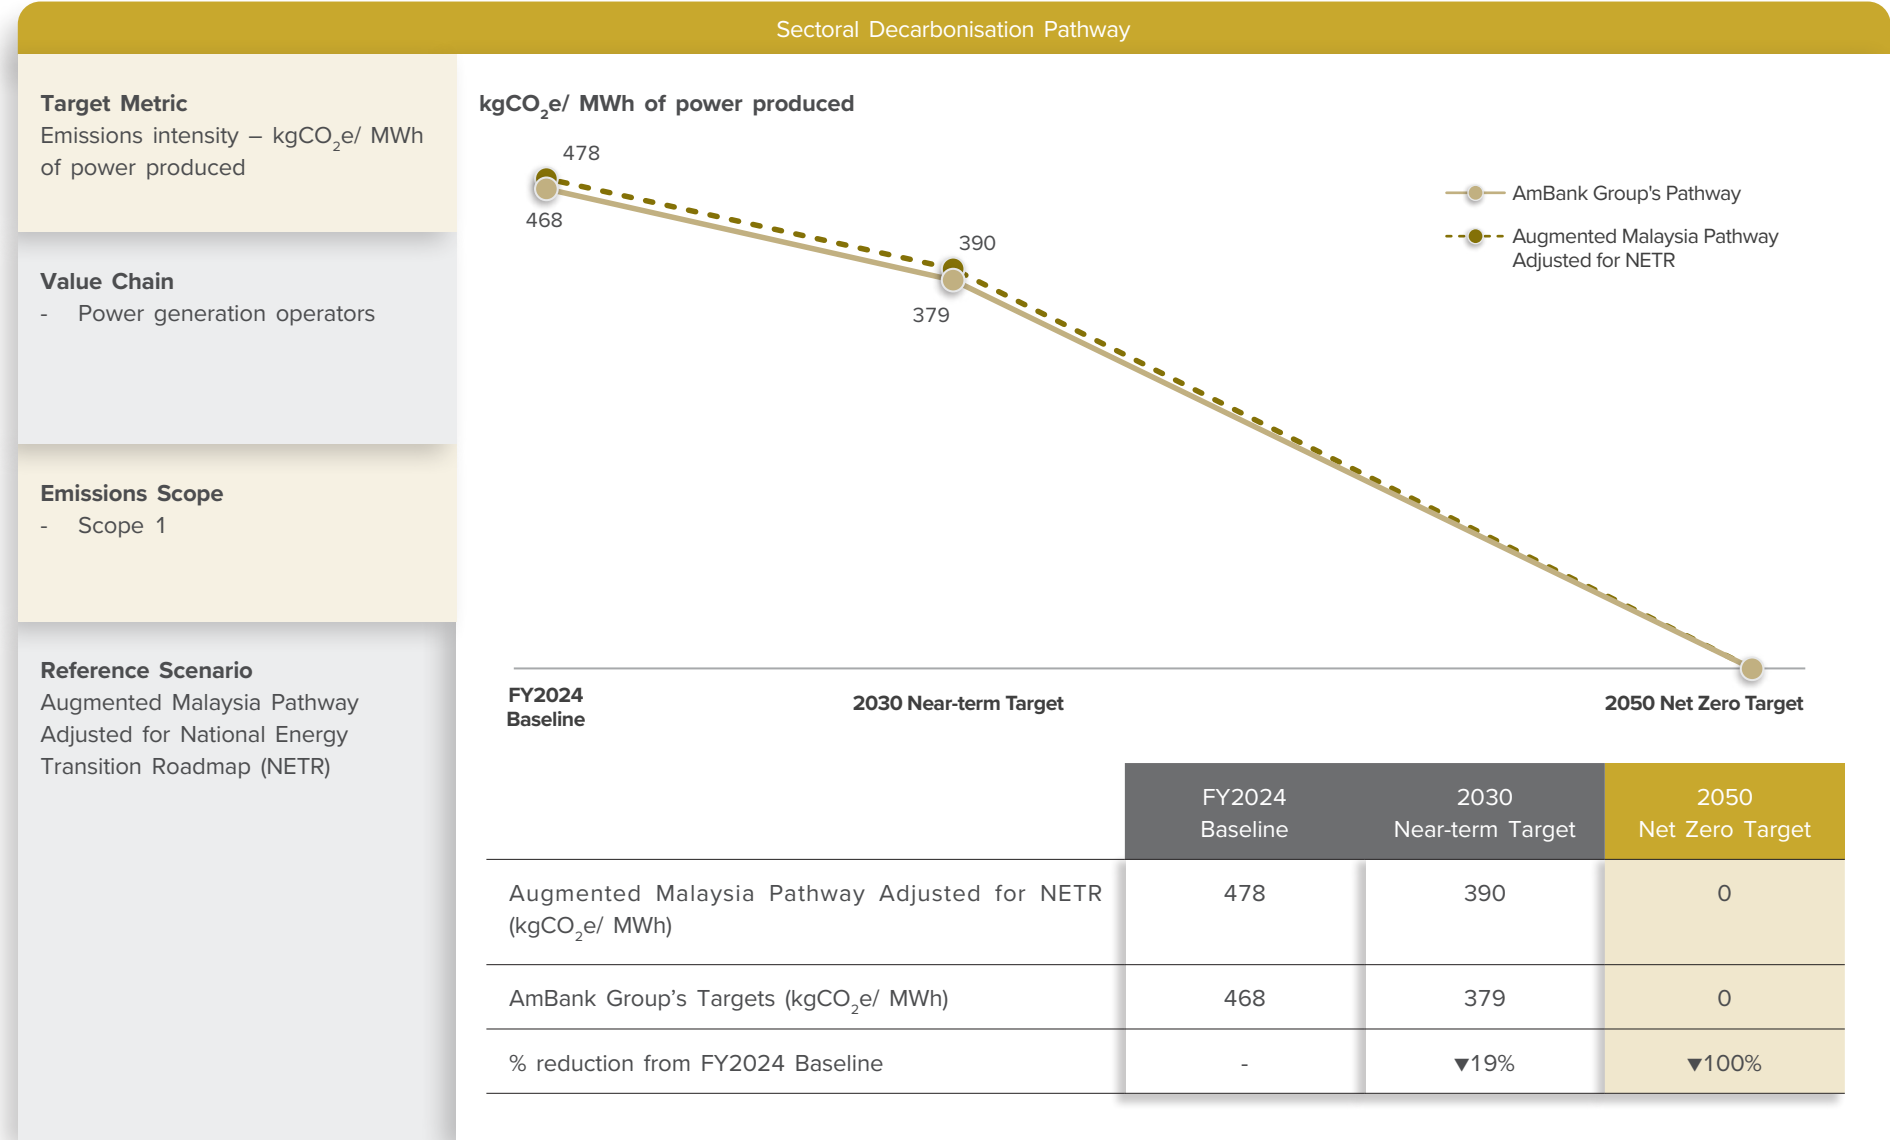 Sectoral Decarbonisation Pathway
Target Metric
Emissions intensity – kgCO₂e/ MWh
of power produced
Value Chain
- Power generation operators
Emissions Scope
- Scope 1
Reference Scenario
Augmented Malaysia Pathway
Adjusted for National Energy
Transition Roadmap (NETR)
kgCO₂e/ MWh of power produced
478
468
390
379
AmBank Group's Pathway
Augmented Malaysia Pathway
Adjusted for NETR
FY2024
Baseline
2030 Near-term Target
2050 Net Zero Target
FY2024 2030 2050
Baseline Near-term Target Net Zero Target
Augmented Malaysia Pathway Adjusted for NETR 478 390 0
(kgCO₂e/ MWh)
AmBank Group’s Targets (kgCO₂e/ MWh) 468 379 0
% reduction from FY2024 Baseline - ▼19% ▼100%